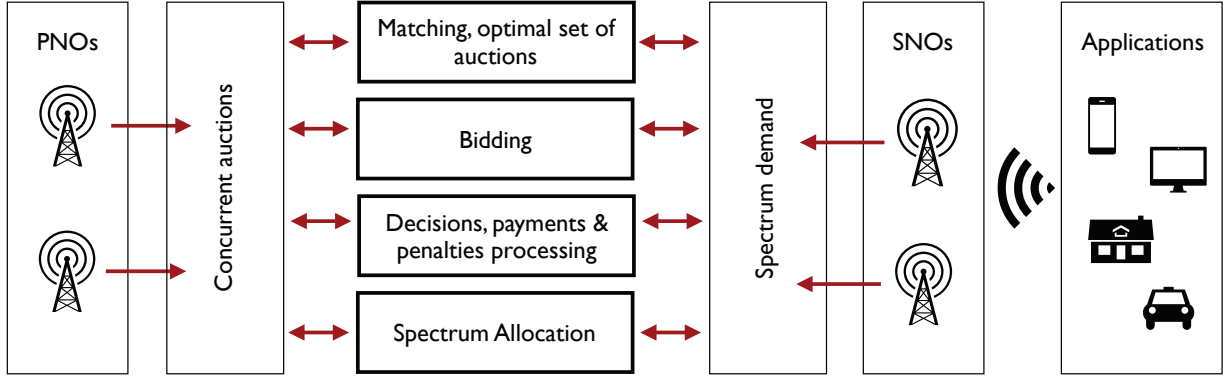 PNOs
Concurrent auctions
Matching, optimal set of
auctions
Bidding
Decisions, payments &
penalties processing
Spectrum Allocation
Spectrum demand
SNOs
Applications